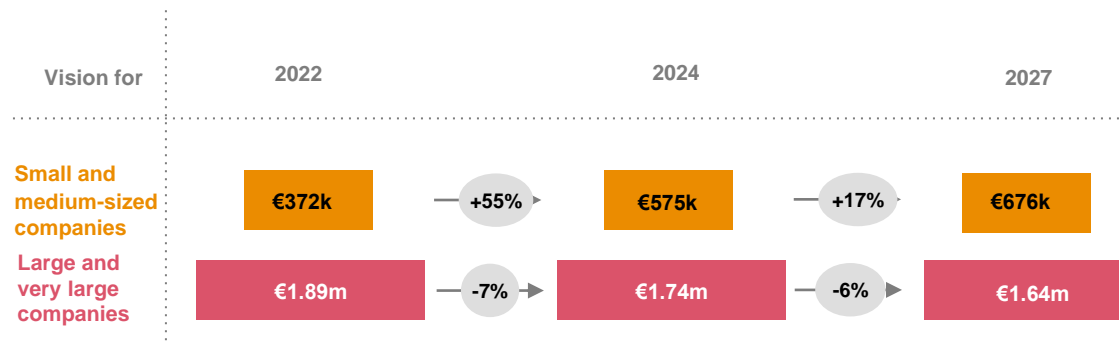 Vision for
2022
2024
2027
Small and
medium-sized
companies
€372k
+55%
€575k
+17%
€676k
Large and
very large
companies
€1.89m
-7%
€1.74m
-6%
€1.64m